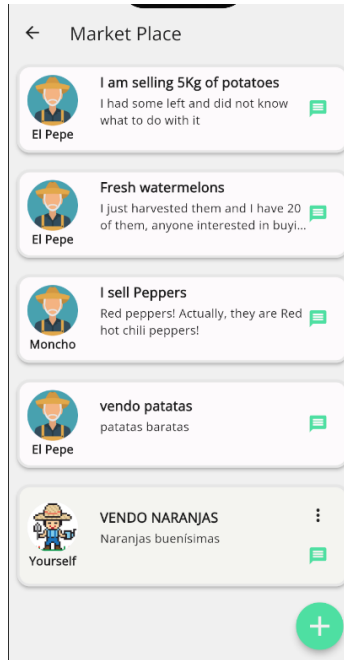 Market Place
I am selling 5Kg of potatoes
I had some left and did not know
what to do with it
El Pepe
Fresh watermelons
I just harvested them and I have 20
of them, anyone interested in buyi...
El Pepe
I sell Peppers
Red peppers! Actually, they are Red
hot chili peppers!
Moncho
vendo patatas
patatas baratas
El Pepe
VENDO NARANJAS
Naranjas buenísimas
Yourself